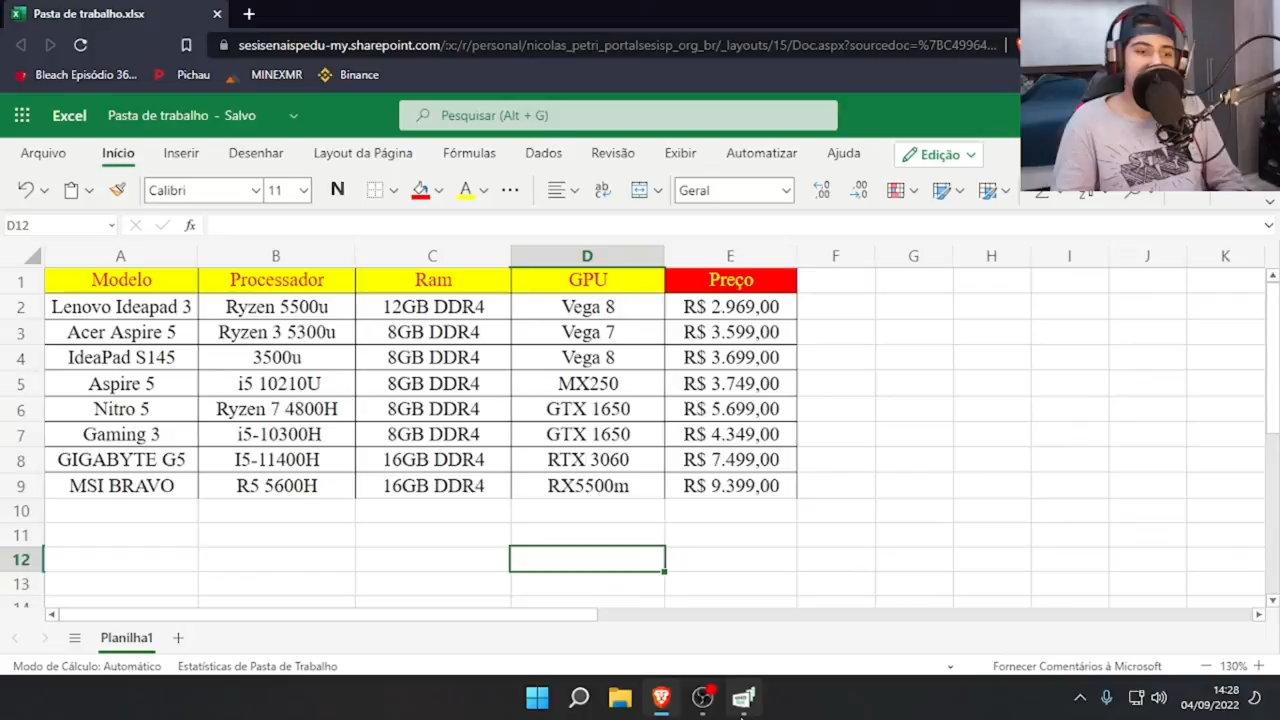 Pasta de trabalho.xlsx
sesisenaispedu-my.sharepoint.com/:x:/r/personal/nicolas_petri_portalsesisp_org_br/_layouts/15/Doc.aspx?sourcedoc=%7BC49964...
Bleach Episódio 36... Pichau MINEXMR Binance
Excel Pasta de trabalho - Salvo Pesquisar (Alt + G)
Arquivo Início Inserir Desenhar Layout da Página Fórmulas Dados Revisão Exibir Automatizar Ajuda Edição
Calibri 11 N A ... ab Geral
D12 fx
A B C D E F G H I J K
1 Modelo Processador Ram GPU Preço
2 Lenovo Ideapad 3 Ryzen 5500u 12GB DDR4 Vega 8 R$ 2.969,00
3 Acer Aspire 5 Ryzen 3 5300u 8GB DDR4 Vega 7 R$ 3.599,00
4 IdeaPad S145 3500u 8GB DDR4 Vega 8 R$ 3.699,00
5 Aspire 5 i5 10210U 8GB DDR4 MX250 R$ 3.749,00
6 Nitro 5 Ryzen 7 4800H 8GB DDR4 GTX 1650 R$ 5.699,00
7 Gaming 3 i5-10300H 8GB DDR4 GTX 1650 R$ 4.349,00
8 GIGABYTE G5 I5-11400H 16GB DDR4 RTX 3060 R$ 7.499,00
9 MSI BRAVO R5 5600H 16GB DDR4 RX5500m R$ 9.399,00
10
11
12
13
14
Planilha1
Modo de Cálculo: Automático Estatísticas de Pasta de Trabalho Fornecer Comentários à Microsoft 130%
14:28
04/09/2022